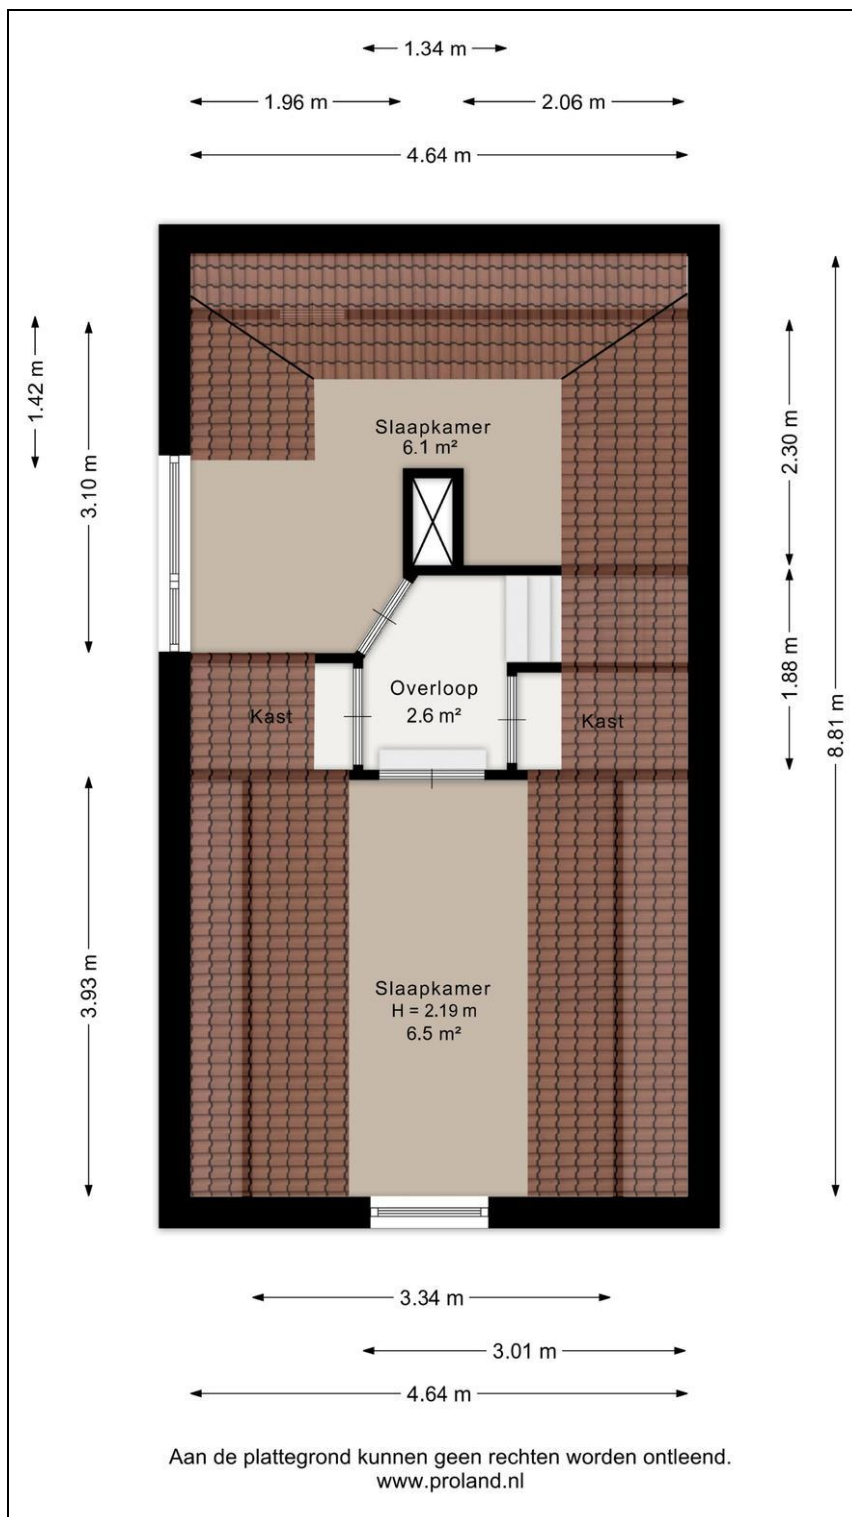 1.34 m
1.96 m
2.06 m
4.64 m
1.42 m
3.10 m
2.30 m
Slaapkamer
6.1 m²
1.88 m
8.81 m
Overloop
2.6 m²
Kast
Kast
3.93 m
Slaapkamer
H = 2.19 m
6.5 m²
3.34 m
3.01 m
4.64 m
Aan de plattegrond kunnen geen rechten worden ontleend.
www.proland.nl